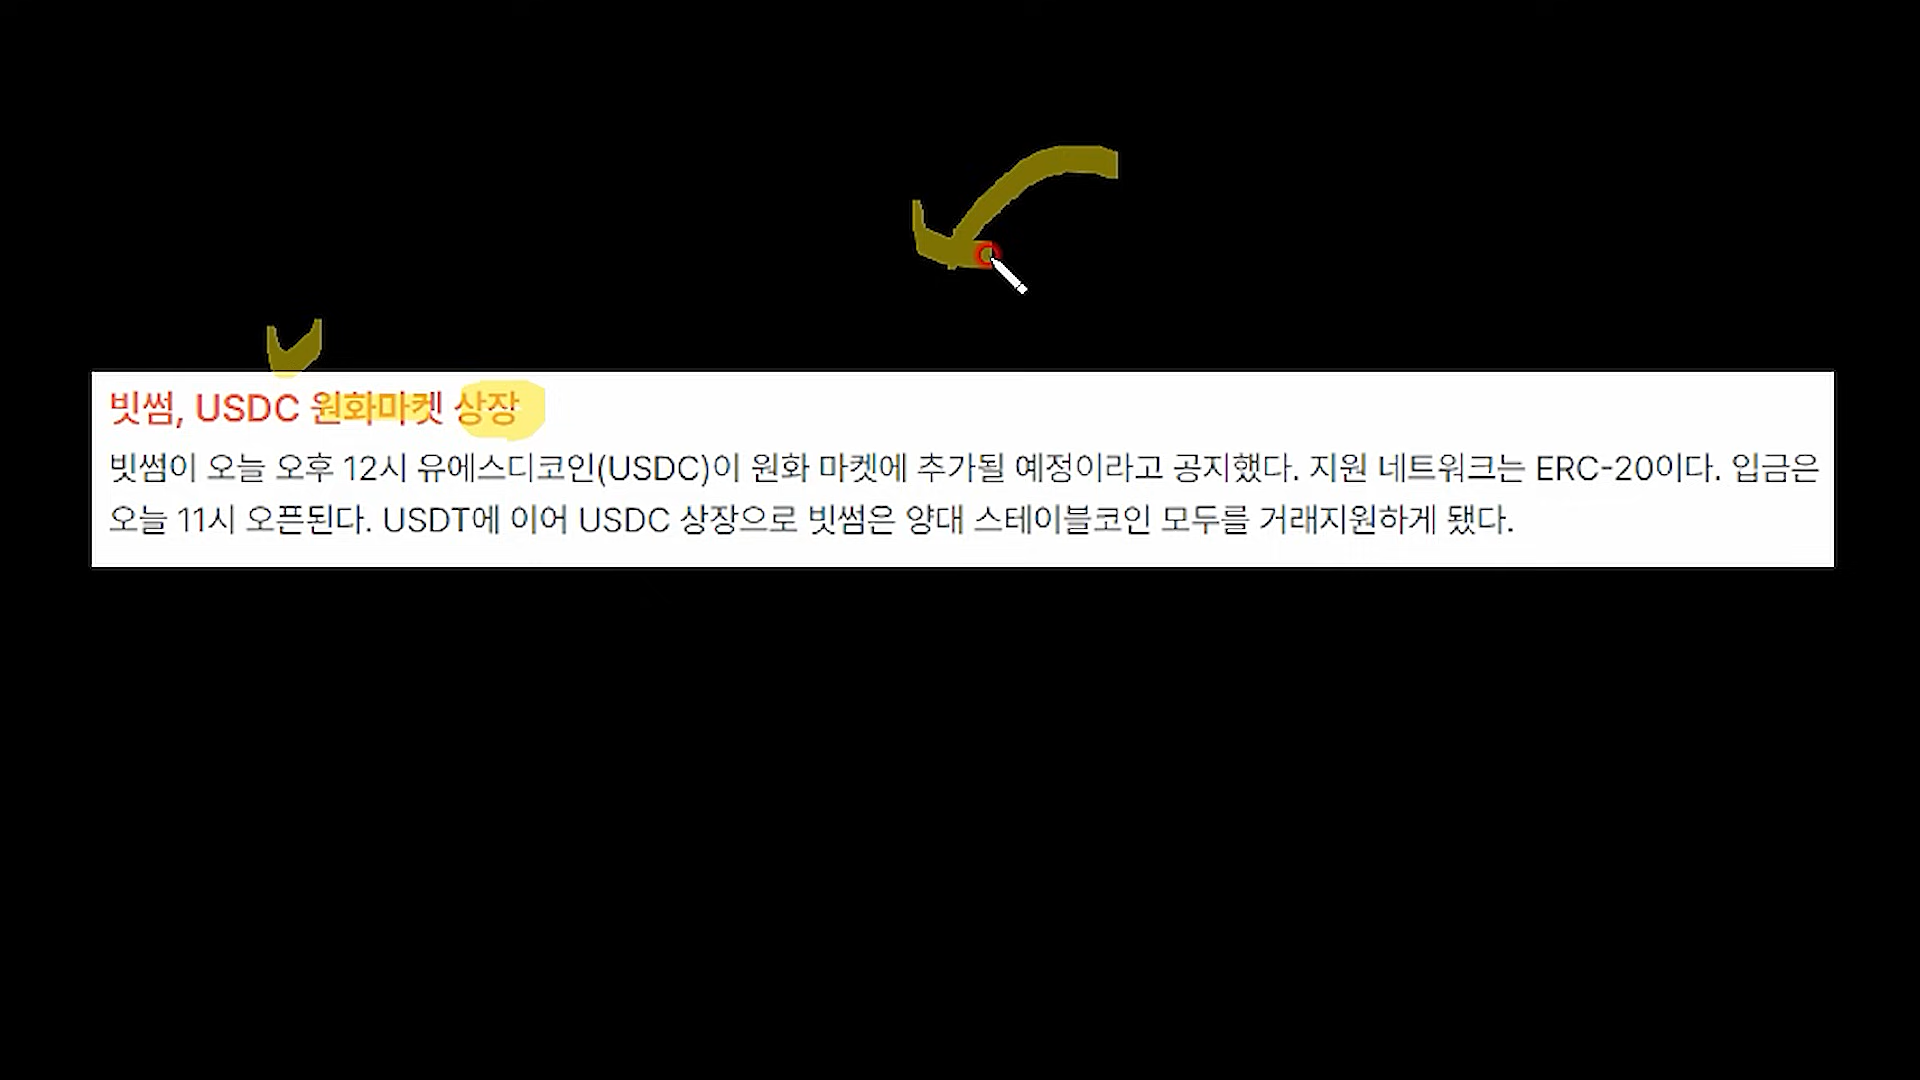 빗썸, USDC 원화마켓 상장
빗썸이 오늘 오후 12시 유에스디코인(USDC)이 원화 마켓에 추가될 예정이라고 공지했다. 지원 네트워크는 ERC-20이다. 입금은
오늘 11시 오픈된다. USDT에 이어 USDC 상장으로 빗썸은 양대 스테이블코인 모두를 거래지원하게 됐다.